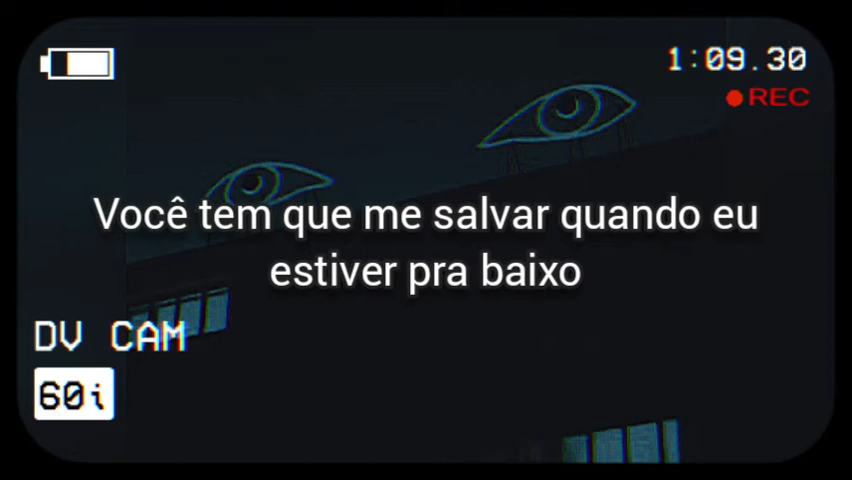 1:09.30
REC
Você tem que me salvar quando eu
estiver pra baixo
DV CAM
60i